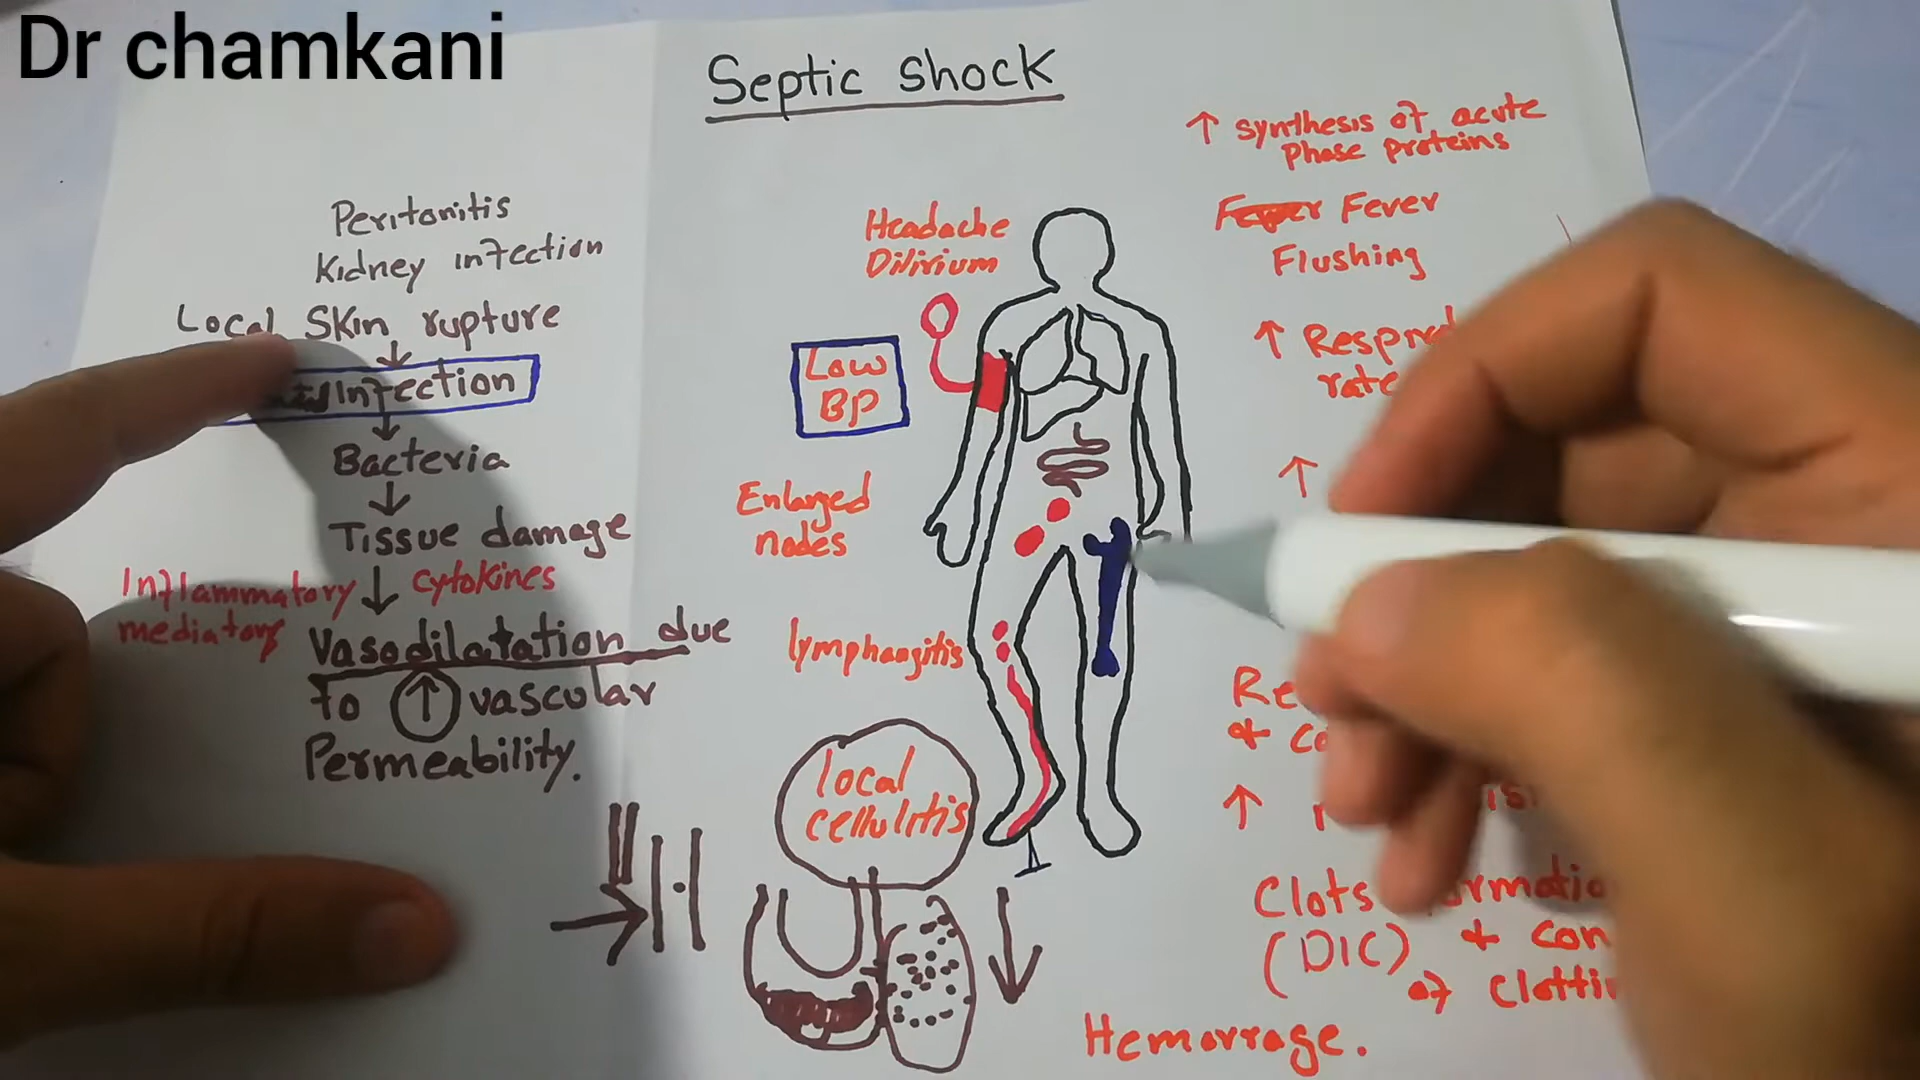 Dr chamkani
Septic shock
Peritonitis
Kidney infection
Local Skin rupture
Infection
Bacteria
Tissue damage
Inflammatory cytokines
mediators
Vasodilatation due
to ↑ vascular
Permeability.
Headache
Dilirium
Low
BP
Enlarged
nodes
lymphangitis
local
cellulitis
↑ synthesis of acute
phase proteins
Fever
Flushing
↑
rate
↑
↑
Clots
(DIC) &
of
Hemorrage.